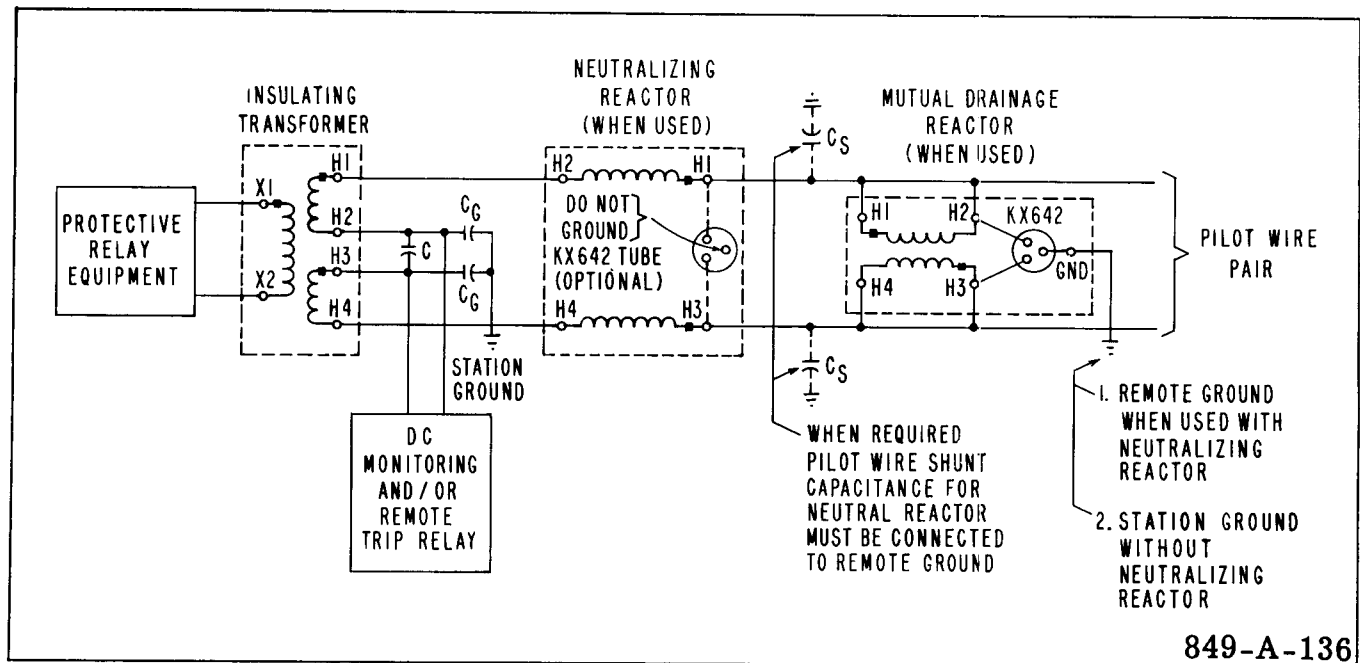 INSULATING
TRANSFORMER
NEUTRALIZING
REACTOR
(WHEN USED)
MUTUAL DRAINAGE
REACTOR
(WHEN USED)
PROTECTIVE
RELAY
EQUIPMENT
X1
X2
H1
H2
H3
H4
C
CG
CG
STATION
GROUND
DC
MONITORING
AND/OR
REMOTE
TRIP RELAY
H2
H1
DO NOT
GROUND
KX642 TUBE
(OPTIONAL)
H4
H3
CS
CS
WHEN REQUIRED
PILOT WIRE SHUNT
CAPACITANCE FOR
NEUTRAL REACTOR
MUST BE CONNECTED
TO REMOTE GROUND
H1
H2
KX642
H4
H3
GND
PILOT WIRE
PAIR
1. REMOTE GROUND
WHEN USED WITH
NEUTRALIZING
REACTOR
2. STATION GROUND
WITHOUT
NEUTRALIZING
REACTOR
849-A-136